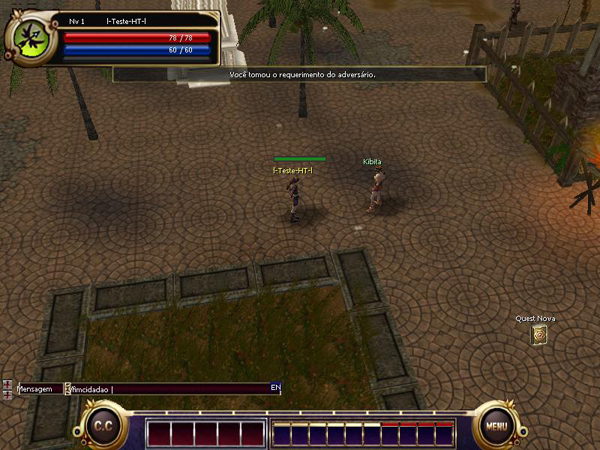 Nv 1 l-Teste-HT-l
78 / 78
60 / 60
Você tomou o requerimento do adversário.
Kibita
l-Teste-HT-l
Quest Nova
Mensagem /fimcidadao | EN
C.C
MENU